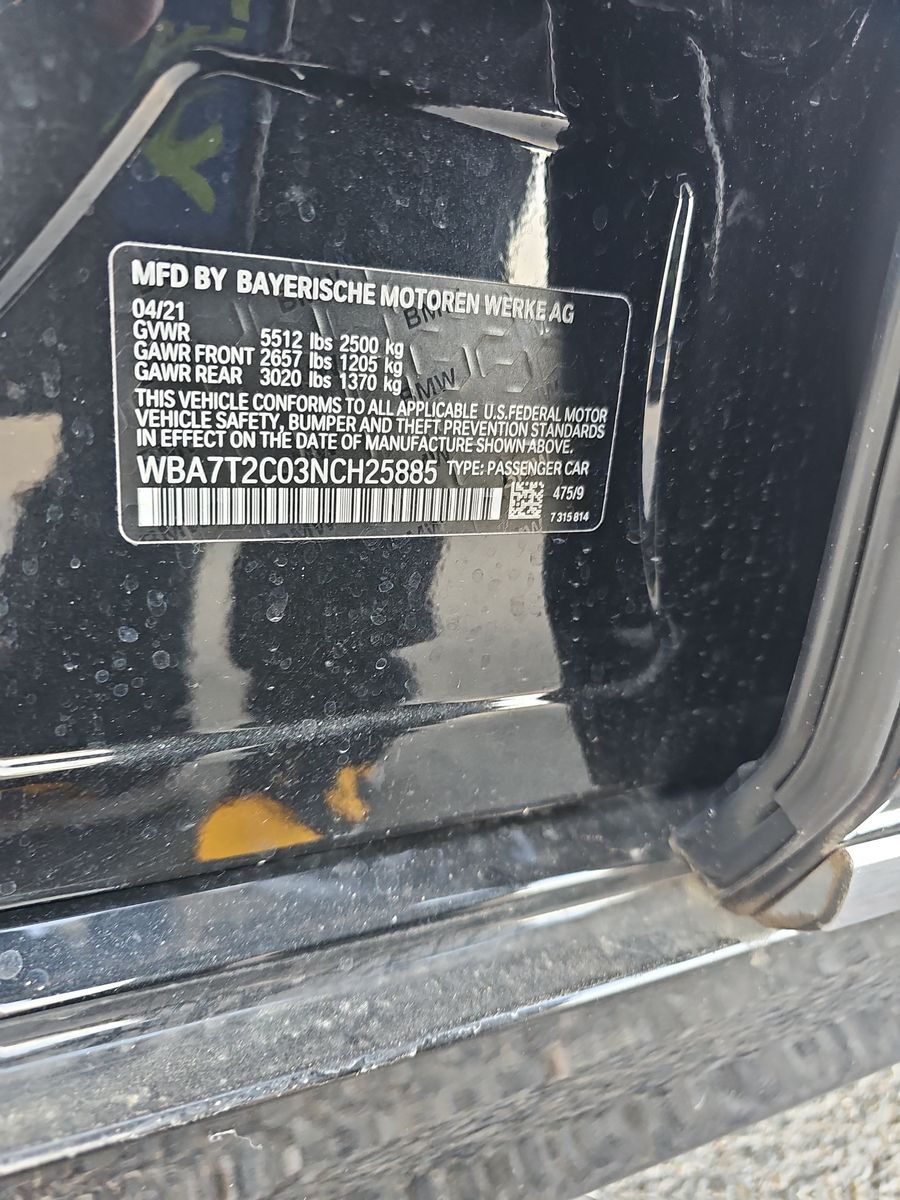 MFD BY BAYERISCHE MOTOREN WERKE AG
04/21
GVWR 5512 lbs 2500 kg
GAWR FRONT 2657 lbs 1205 kg
GAWR REAR 3020 lbs 1370 kg
THIS VEHICLE CONFORMS TO ALL APPLICABLE U.S.FEDERAL MOTOR
VEHICLE SAFETY, BUMPER AND THEFT PREVENTION STANDARDS
IN EFFECT ON THE DATE OF MANUFACTURE SHOWN ABOVE.
WBA7T2C03NCH25885 TYPE: PASSENGER CAR
475/9
7 315 814
BMW
BMW